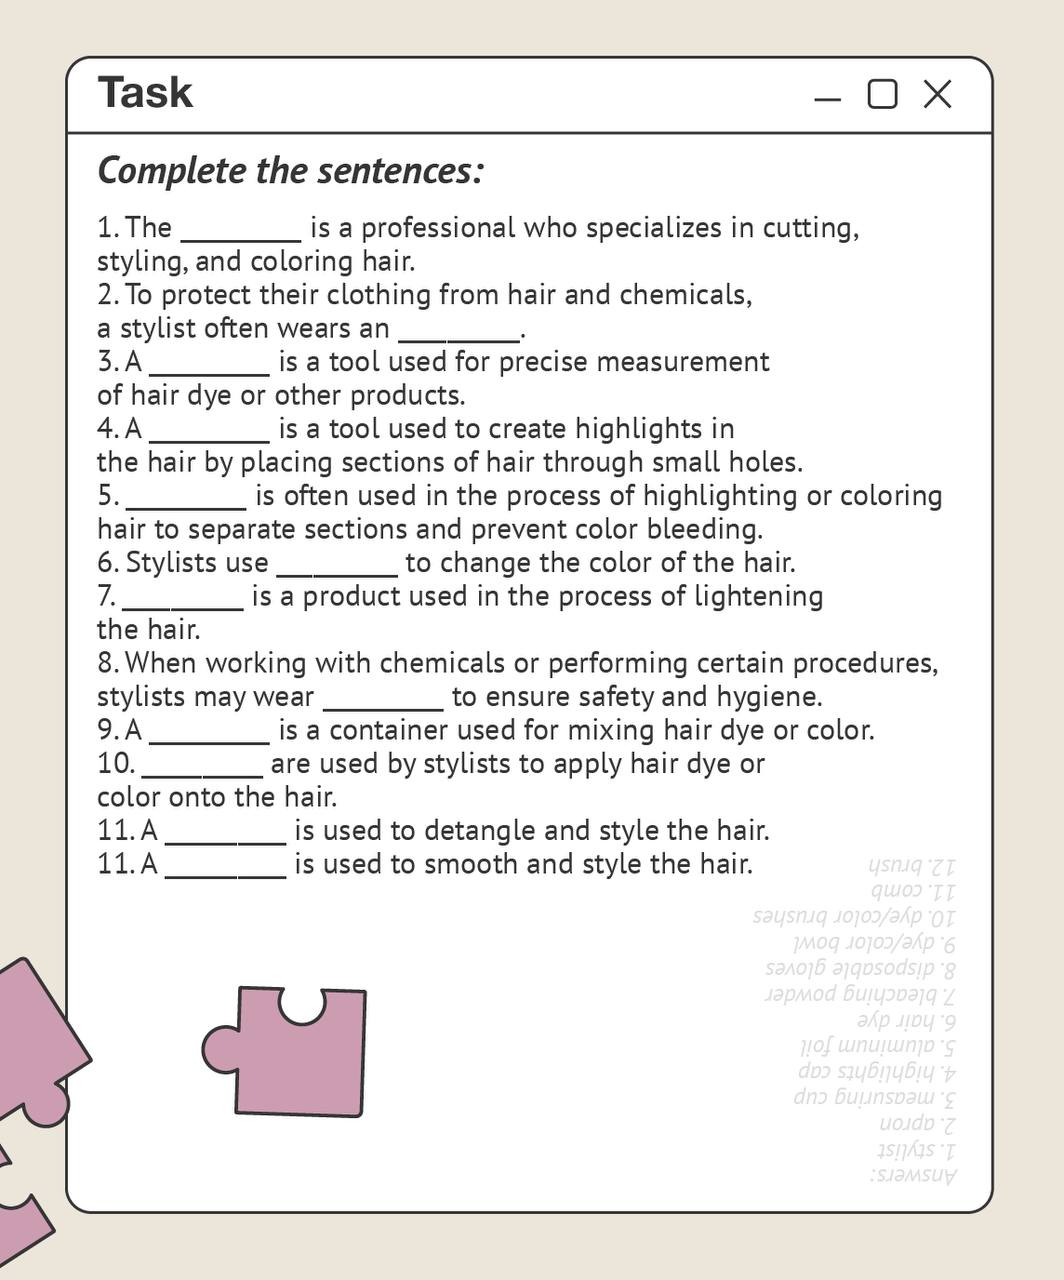 Task
Complete the sentences:
1. The ________ is a professional who specializes in cutting,
styling, and coloring hair.
2. To protect their clothing from hair and chemicals,
a stylist often wears an ________.
3. A ________ is a tool used for precise measurement
of hair dye or other products.
4. A ________ is a tool used to create highlights in
the hair by placing sections of hair through small holes.
5. ________ is often used in the process of highlighting or coloring
hair to separate sections and prevent color bleeding.
6. Stylists use ________ to change the color of the hair.
7. ________ is a product used in the process of lightening
the hair.
8. When working with chemicals or performing certain procedures,
stylists may wear ________ to ensure safety and hygiene.
9. A ________ is a container used for mixing hair dye or color.
10. ________ are used by stylists to apply hair dye or
color onto the hair.
11. A ________ is used to detangle and style the hair.
11. A ________ is used to smooth and style the hair.
Answers:
1. stylist
2. apron
3. measuring cup
4. highlights cap
5. aluminum foil
6. hair dye
7. bleaching powder
8. disposable gloves
9. dye/color bowl
10. dye/color brushes
11. comb
12. brush